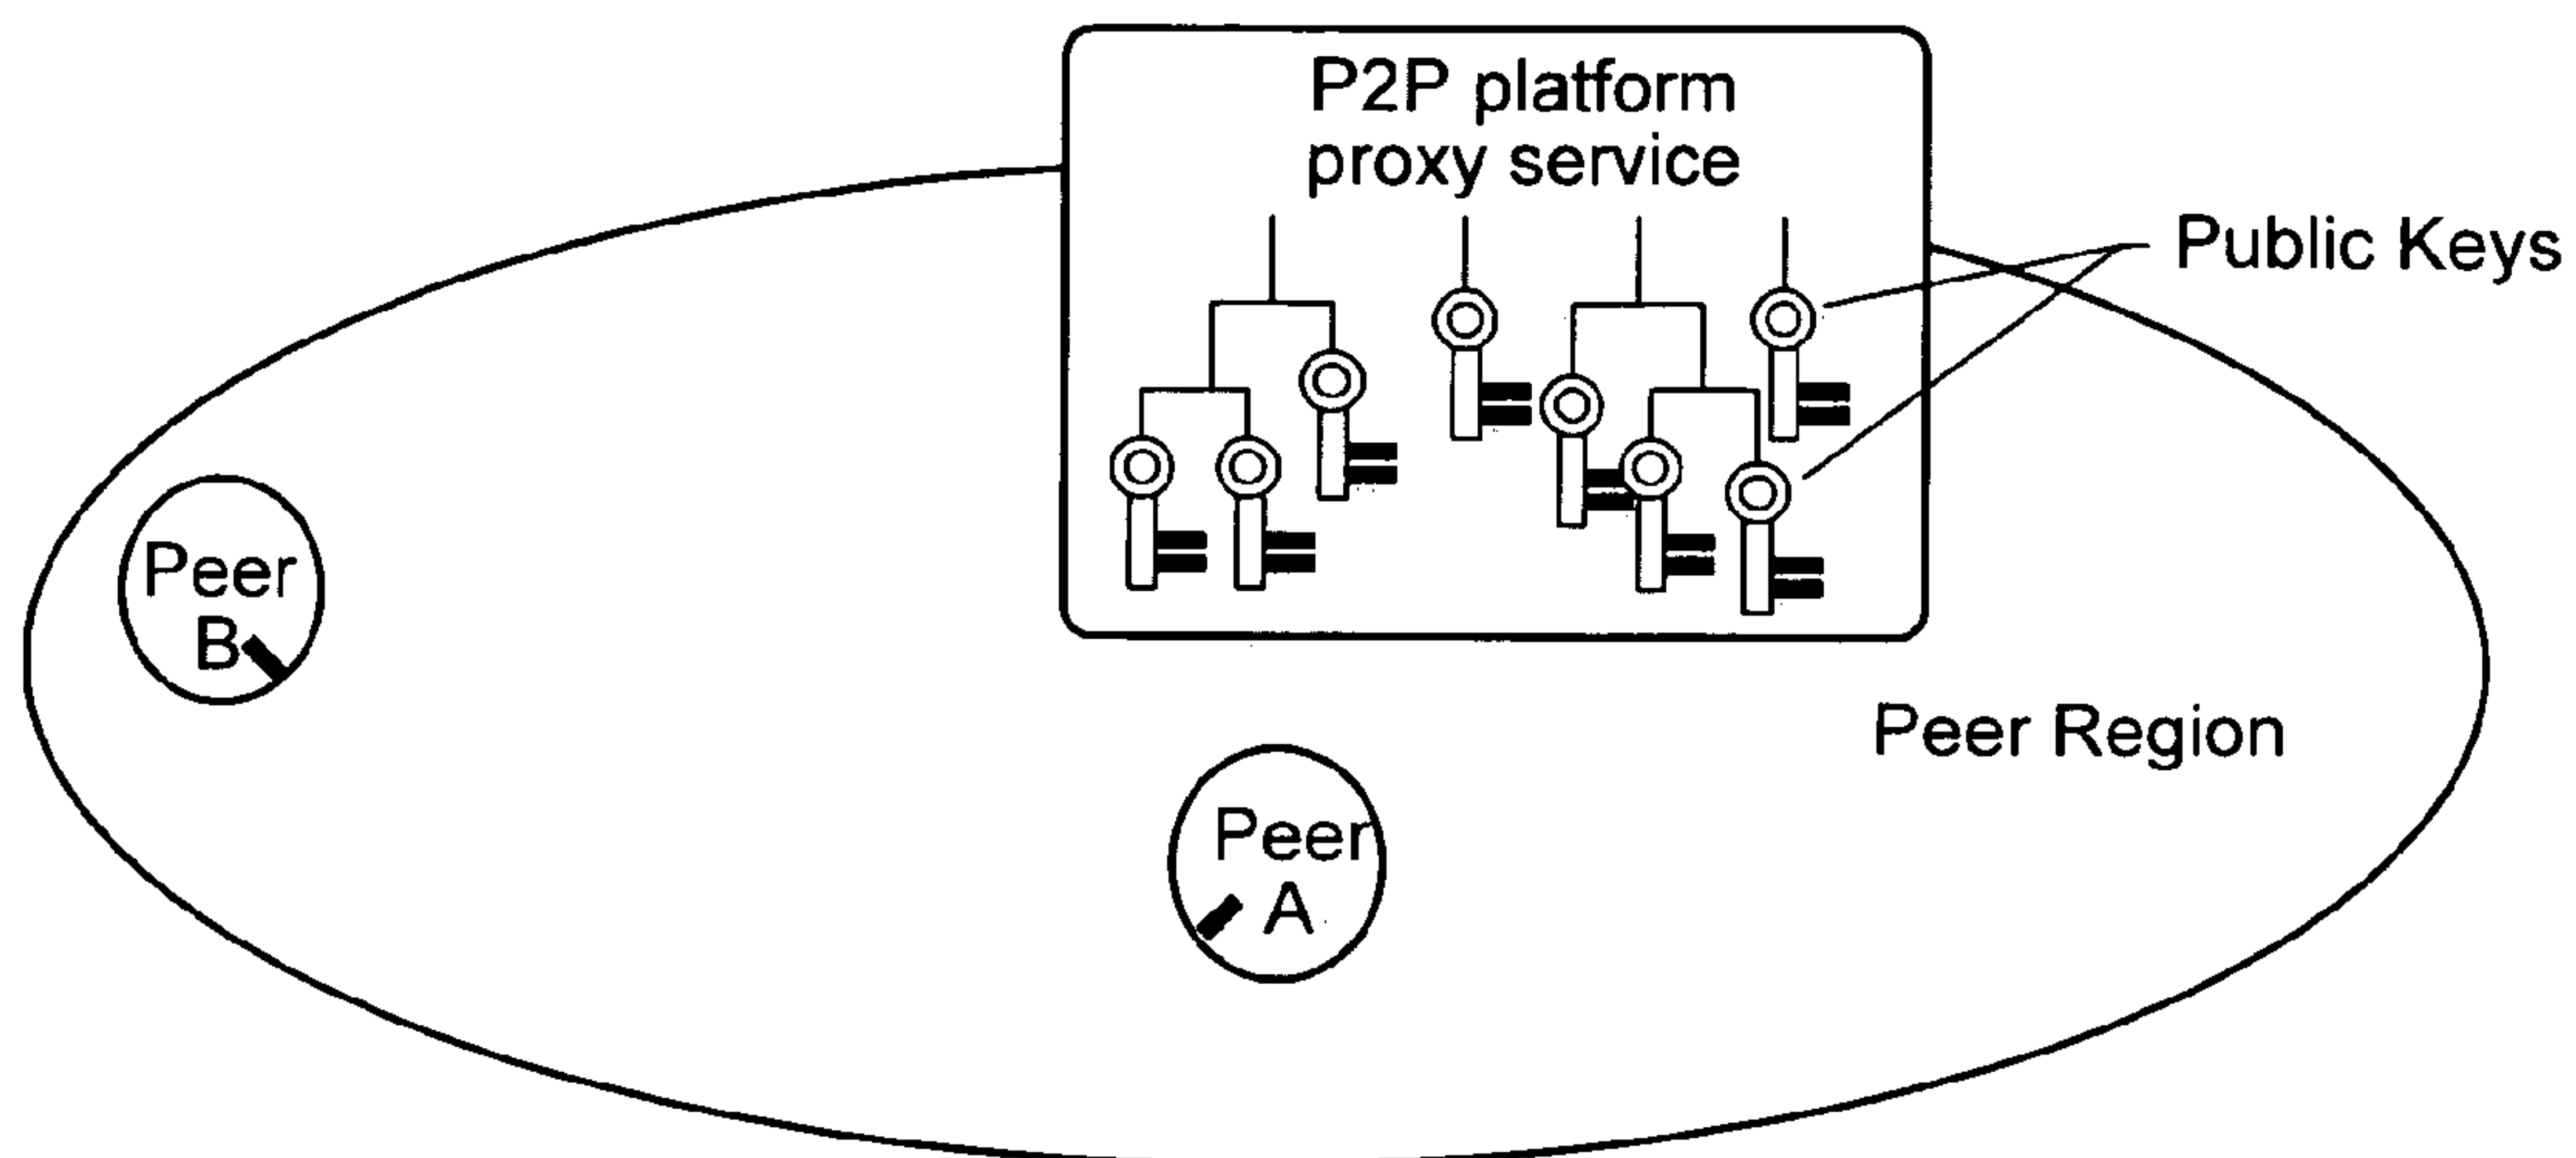 P2P platform
proxy service
Public Keys
Peer
B
Peer Region
Peer
A